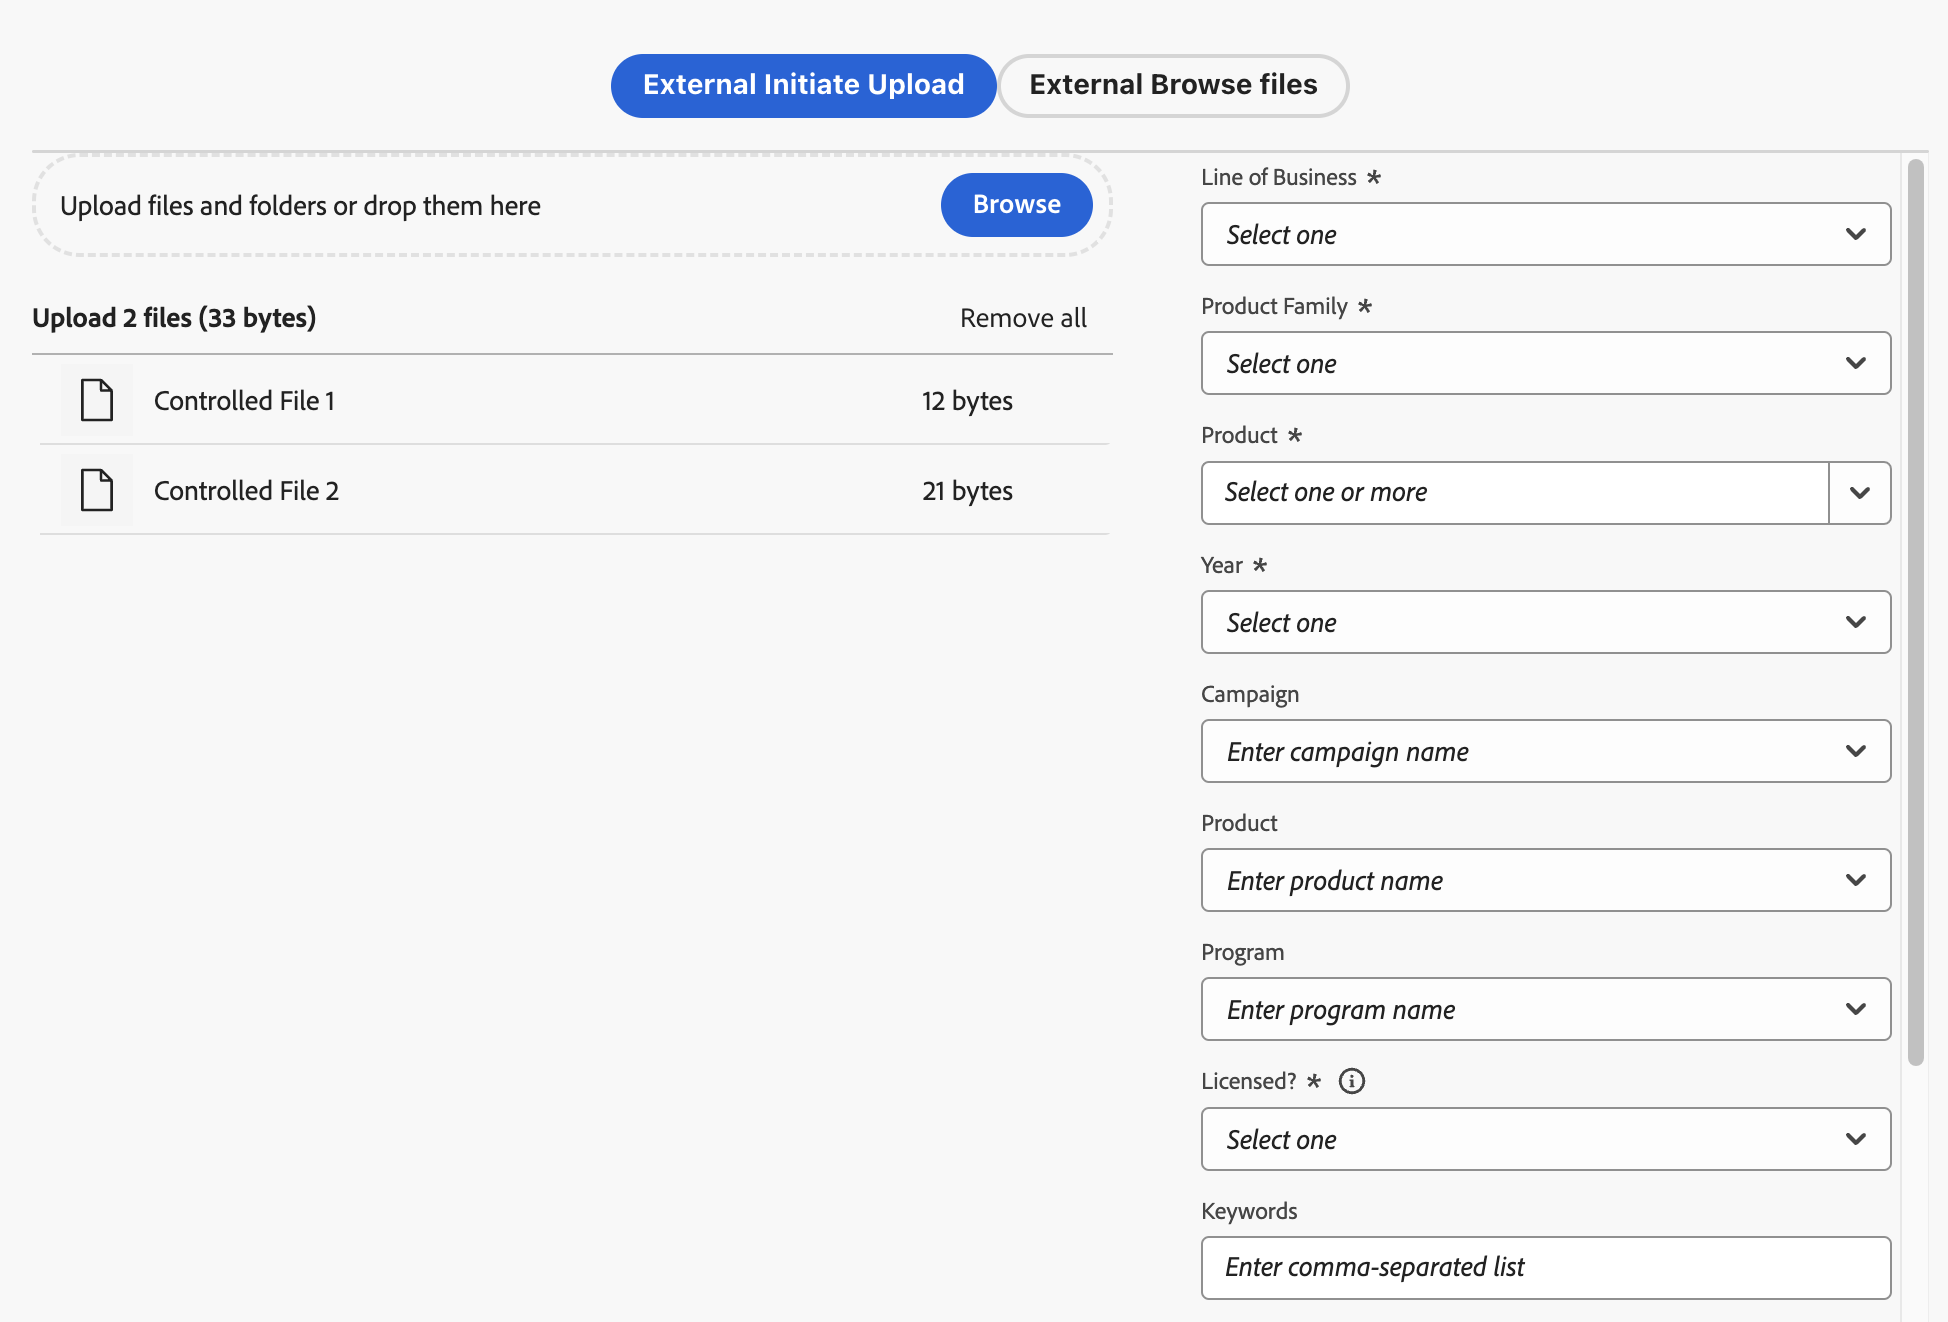 External Initiate Upload
External Browse files
Upload files and folders or drop them here
Browse
Upload 2 files (33 bytes)
Remove all
Controlled File 1
12 bytes
Controlled File 2
21 bytes
Line of Business *
Select one
Product Family *
Select one
Product *
Select one or more
Year *
Select one
Campaign
Enter campaign name
Product
Enter product name
Program
Enter program name
Licensed? *
Select one
Keywords
Enter comma-separated list